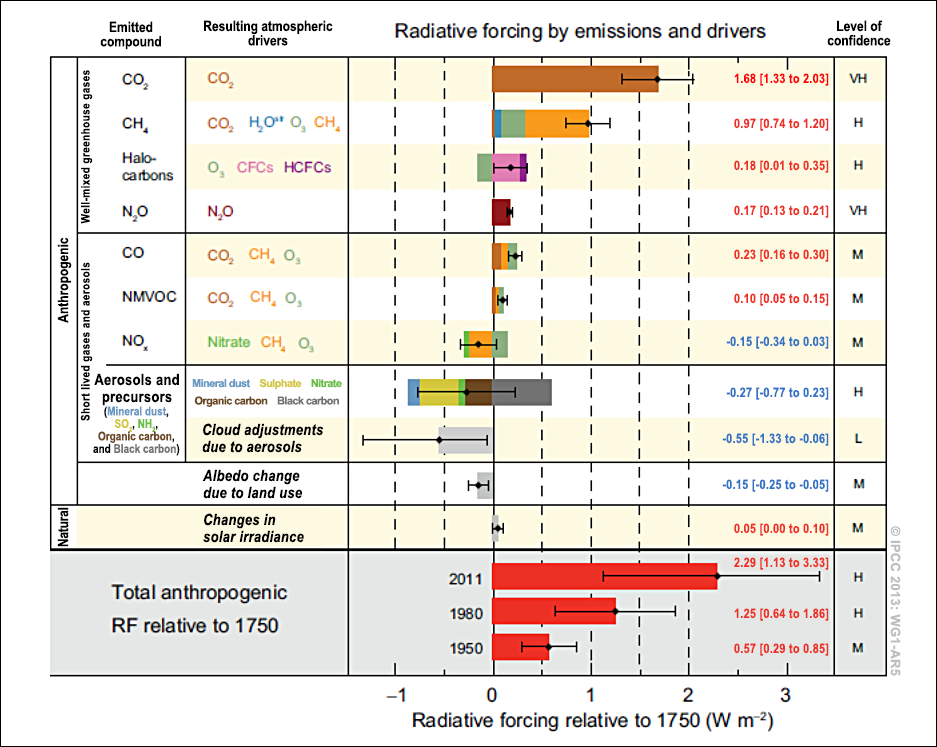 Emitted compound
Resulting atmospheric drivers
Radiative forcing by emissions and drivers
Level of confidence
Anthropogenic
Well-mixed greenhouse gases
CO₂
CO₂
1.68 [1.33 to 2.03]
VH
CH₄
CO₂ H₂Oˢᵗʳ O₃ CH₄
0.97 [0.74 to 1.20]
H
Halo-
carbons
O₃ CFCs HCFCs
0.18 [0.01 to 0.35]
H
N₂O
N₂O
0.17 [0.13 to 0.21]
VH
Short lived gases and aerosols
CO
CO₂ CH₄ O₃
0.23 [0.16 to 0.30]
M
NMVOC
CO₂ CH₄ O₃
0.10 [0.05 to 0.15]
M
NOₓ
Nitrate CH₄ O₃
-0.15 [-0.34 to 0.03]
M
Aerosols and
precursors
(Mineral dust,
SO₂, NH₃,
Organic carbon,
and Black carbon)
Mineral dust Sulphate Nitrate
Organic carbon Black carbon
-0.27 [-0.77 to 0.23]
H
Cloud adjustments
due to aerosols
-0.55 [-1.33 to -0.06]
L
Albedo change
due to land use
-0.15 [-0.25 to -0.05]
M
Natural
Changes in
solar irradiance
0.05 [0.00 to 0.10]
M
Total anthropogenic
RF relative to 1750
2011
2.29 [1.13 to 3.33]
H
1980
1.25 [0.64 to 1.86]
H
1950
0.57 [0.29 to 0.85]
M
−1 0 1 2 3
Radiative forcing relative to 1750 (W m⁻²)
© IPCC 2013: WG1-AR5